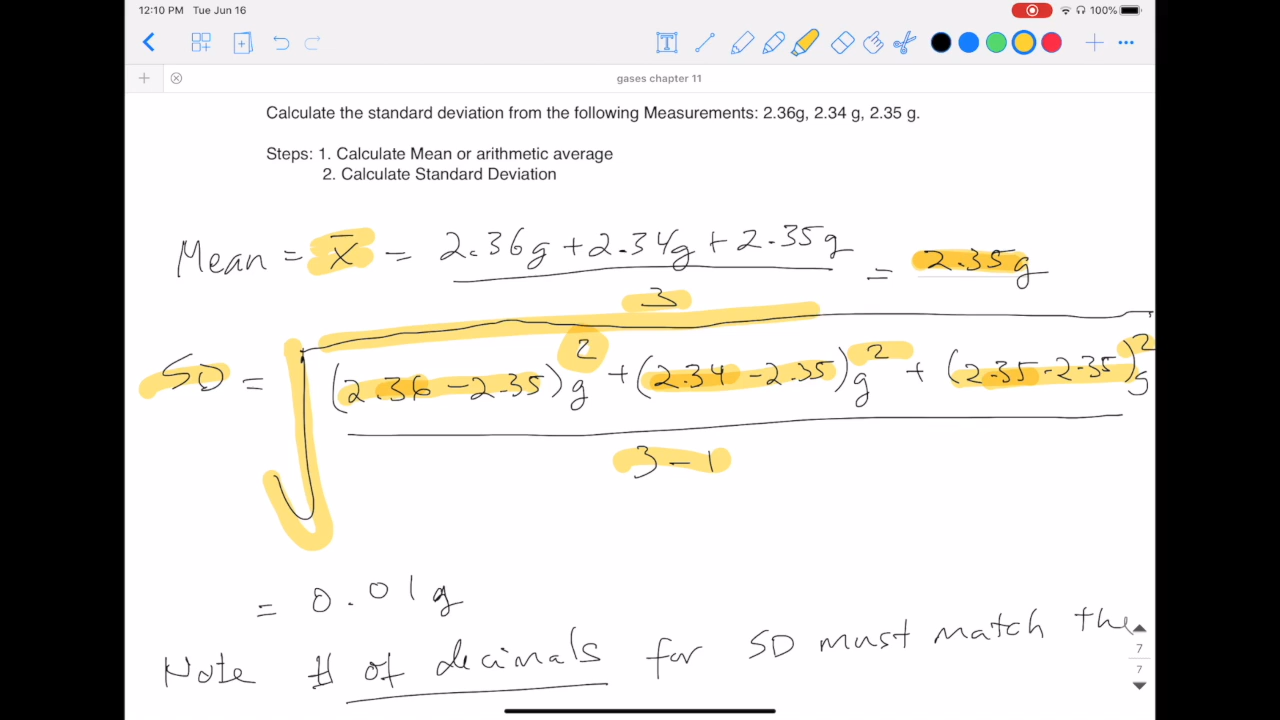 12:10 PM Tue Jun 16
100%
gases chapter 11
Calculate the standard deviation from the following Measurements: 2.36g, 2.34 g, 2.35 g.
Steps: 1. Calculate Mean or arithmetic average
2. Calculate Standard Deviation
Mean = x̄ = 2.36g + 2.34g + 2.35g / 3 = 2.35g
SD = √ (2.36 - 2.35)g² + (2.34 - 2.35)g² + (2.35 - 2.35)g² / 3 - 1
= 0.01g
Note # of decimals for SD must match the
7
7